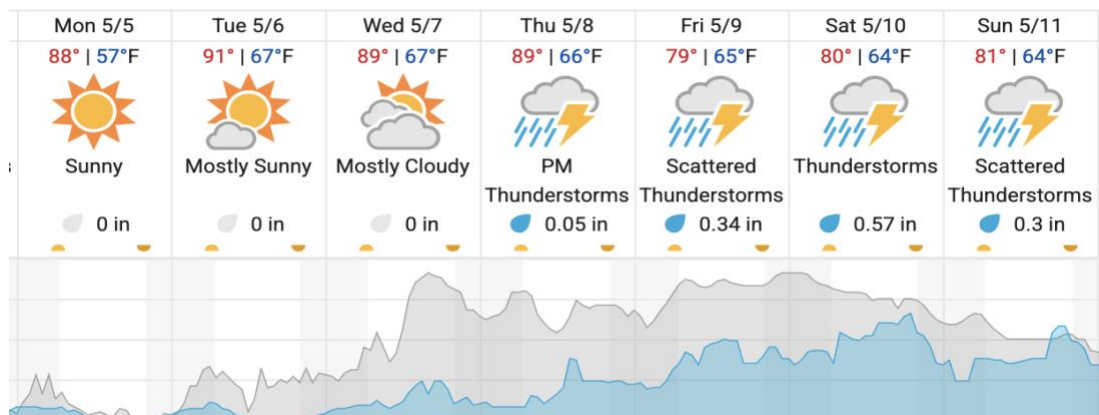 Mon 5/5 Tue 5/6 Wed 5/7 Thu 5/8 Fri 5/9 Sat 5/10 Sun 5/11
88° | 57°F 91° | 67°F 89° | 67°F 89° | 66°F 79° | 65°F 80° | 64°F 81° | 64°F
s Sunny Mostly Sunny Mostly Cloudy PM Scattered Thunderstorms Scattered
Thunderstorms Thunderstorms Thunderstorms
0 in 0 in 0 in 0.05 in 0.34 in 0.57 in 0.3 in